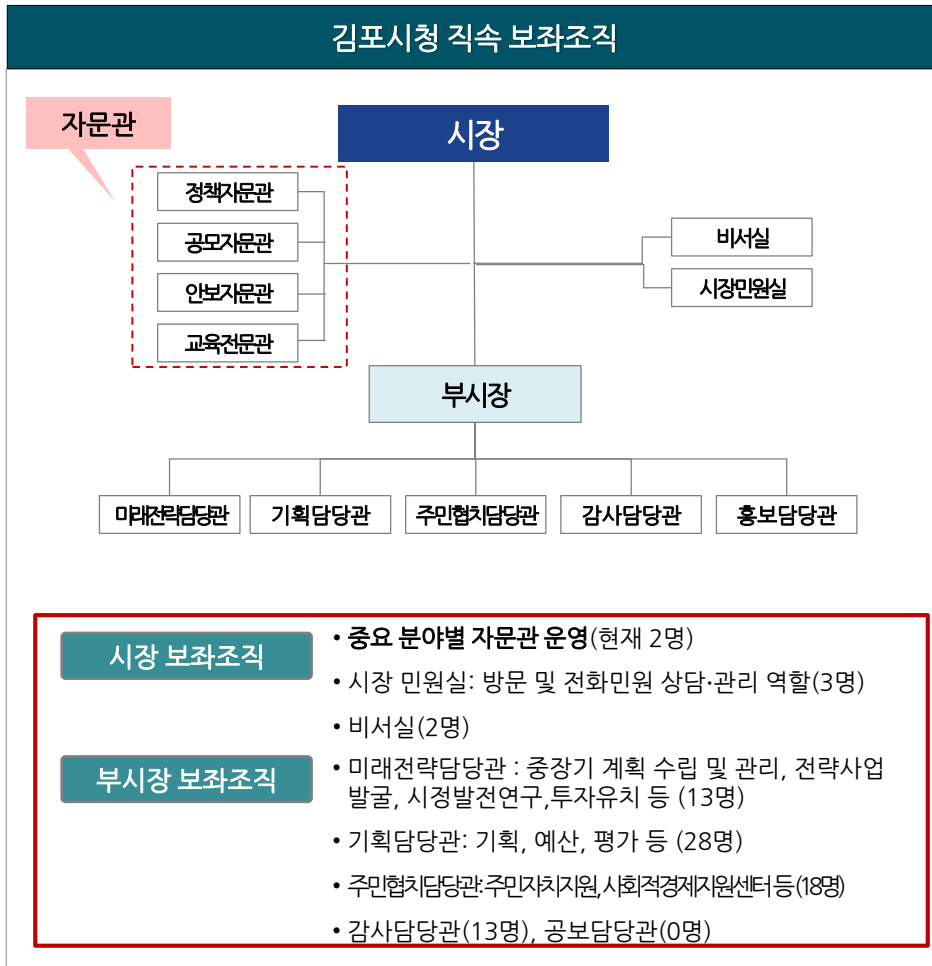 김포시청 직속 보좌조직
자문관
시장
정책자문관
공모자문관
안보자문관
교육전문관
비서실
시장민원실
부시장
미래전략담당관
기획담당관
주민협치담당관
감사담당관
홍보담당관
시장 보좌조직
• 중요 분야별 자문관 운영(현재 2명)
• 시장 민원실: 방문 및 전화민원 상담·관리 역할(3명)
• 비서실(2명)
부시장 보좌조직
• 미래전략담당관 : 중장기 계획 수립 및 관리, 전략사업
발굴, 시정발전연구,투자유치 등 (13명)
• 기획담당관: 기획, 예산, 평가 등 (28명)
• 주민협치담당관: 주민자치지원, 사회적경제지원센터 등 (18명)
• 감사담당관(13명), 공보담당관(0명)